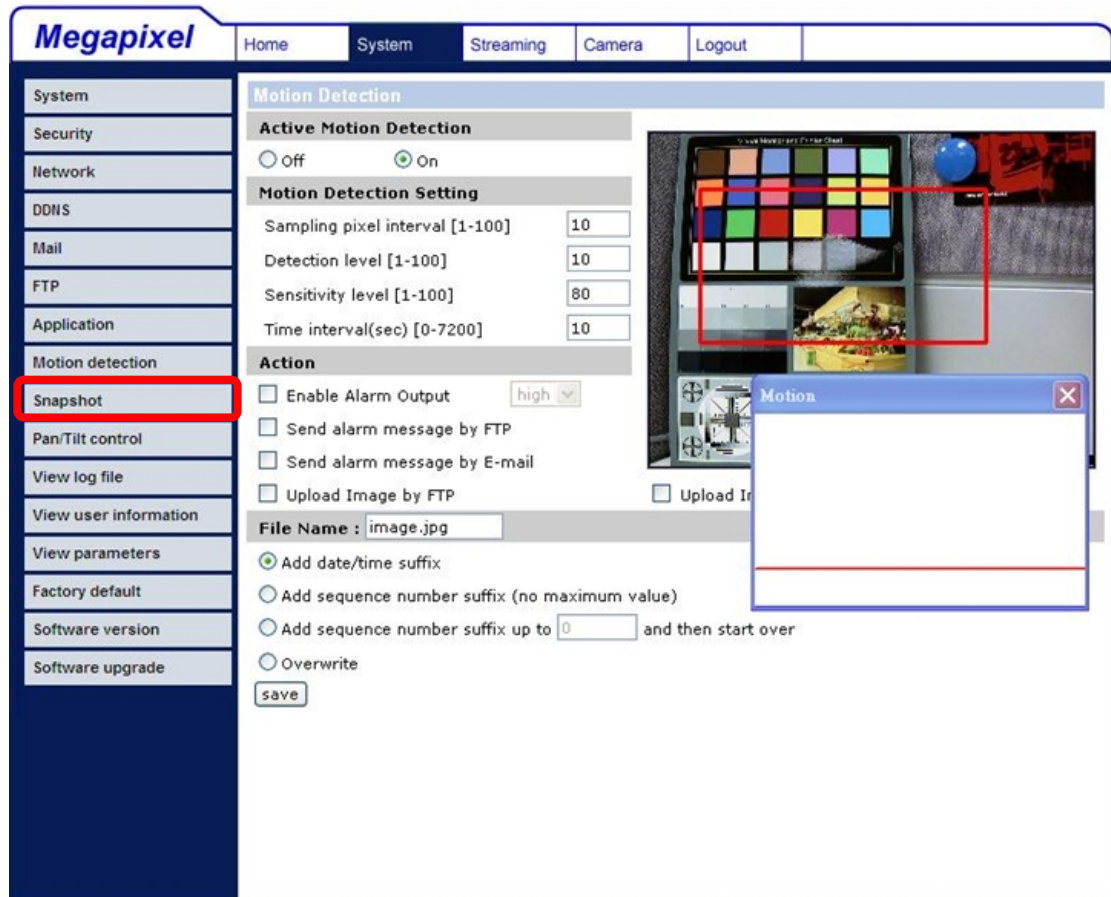 Megapixel
Home System Streaming Camera Logout
System
Security
Network
DDNS
Mail
FTP
Application
Motion detection
Snapshot
Pan/Tilt control
View log file
View user information
View parameters
Factory default
Software version
Software upgrade
Motion Detection
Active Motion Detection
Off On
Motion Detection Setting
Sampling pixel interval [1-100] 10
Detection level [1-100] 10
Sensitivity level [1-100] 80
Time interval(sec) [0-7200] 10
Action
Enable Alarm Output high
Send alarm message by FTP
Send alarm message by E-mail
Upload Image by FTP Upload
File Name : image.jpg
Add date/time suffix
Add sequence number suffix (no maximum value)
Add sequence number suffix up to 0 and then start over
Overwrite
save
Motion